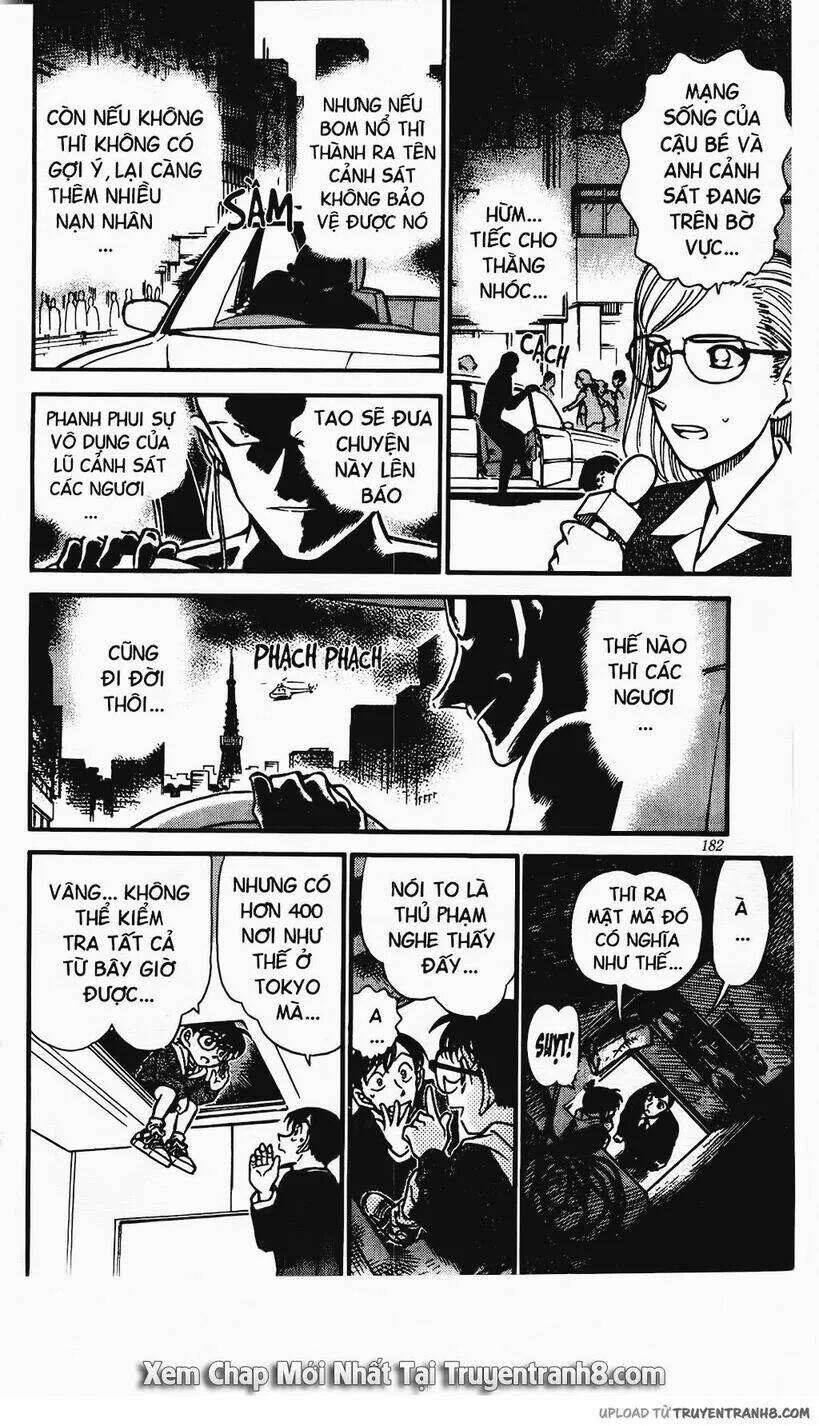 MẠNG
SỐNG CỦA
CẬU BÉ VÀ
ANH CẢNH
SÁT ĐANG
TRÊN BỜ
VỰC...
HỪM...
TIẾC CHO
THẰNG
NHÓC...
CẠCH
NHƯNG NẾU
BOM NỔ THÌ
THÀNH RA TÊN
CẢNH SÁT
KHÔNG BẢO
VỆ ĐƯỢC NÓ
CÒN NẾU KHÔNG
THÌ KHÔNG CÓ
GỢI Ý, LẠI CÀNG
THÊM NHIỀU
NẠN NHÂN
...
SẦM
TAO SẼ ĐƯA
CHUYỆN
NÀY LÊN
BÁO
PHANH PHUI SỰ
VÔ DỤNG CỦA
LŨ CẢNH SÁT
CÁC NGƯƠI
...
THẾ NÀO
THÌ CÁC
NGƯƠI
...
PHẠCH PHẠCH
CŨNG
ĐI ĐỜI
THÔI...
182
À
...
THÌ RA
MẬT MÃ ĐÓ
CÓ NGHĨA
NHƯ THẾ...
SUỴT!
NÓI TO LÀ
THỦ PHẠM
NGHE THẤY
ĐẤY...
A
...
NHƯNG CÓ
HƠN 400
NƠI NHƯ
THẾ Ở
TOKYO
MÀ...
VÂNG... KHÔNG
THỂ KIỂM
TRA TẤT CẢ
TỪ BÂY GIỜ
ĐƯỢC...
Xem Chap Mới Nhất Tại Truyentranh8.com
UPLOAD TỪ TRUYENTRANH8.COM